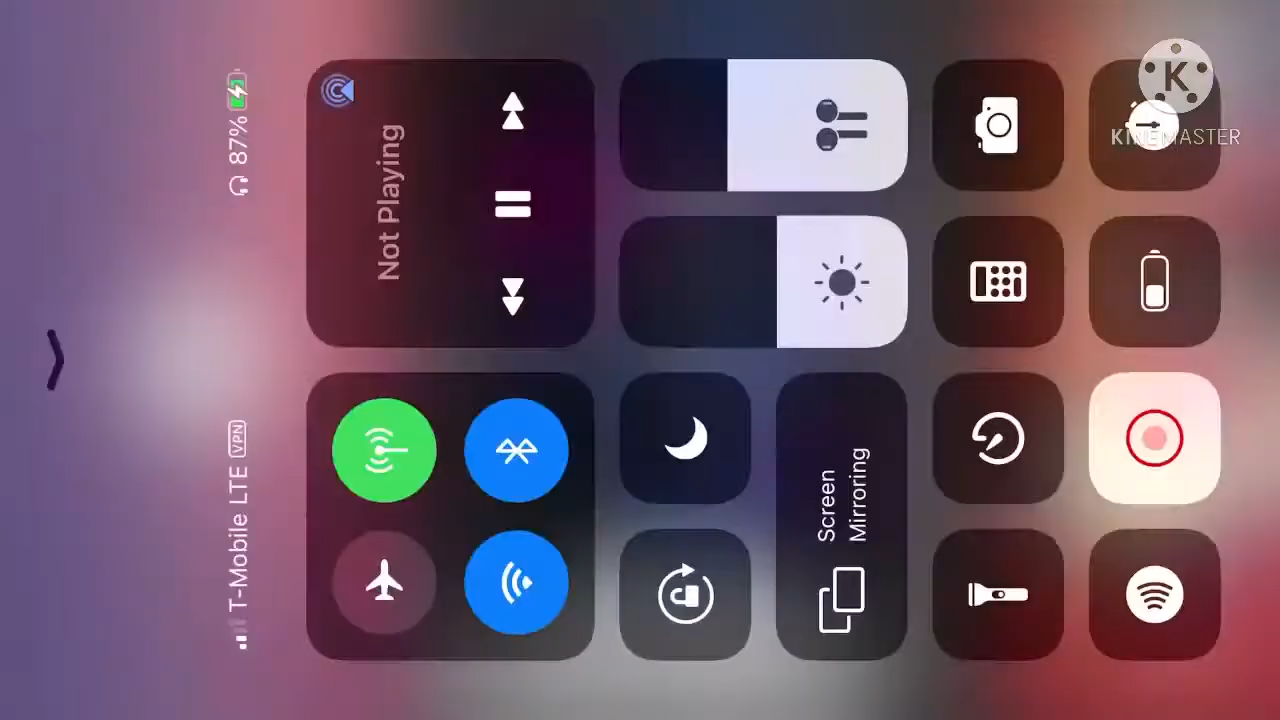 T-Mobile LTE VPN
87%
Not Playing
Screen
Mirroring
K
KINEMASTER